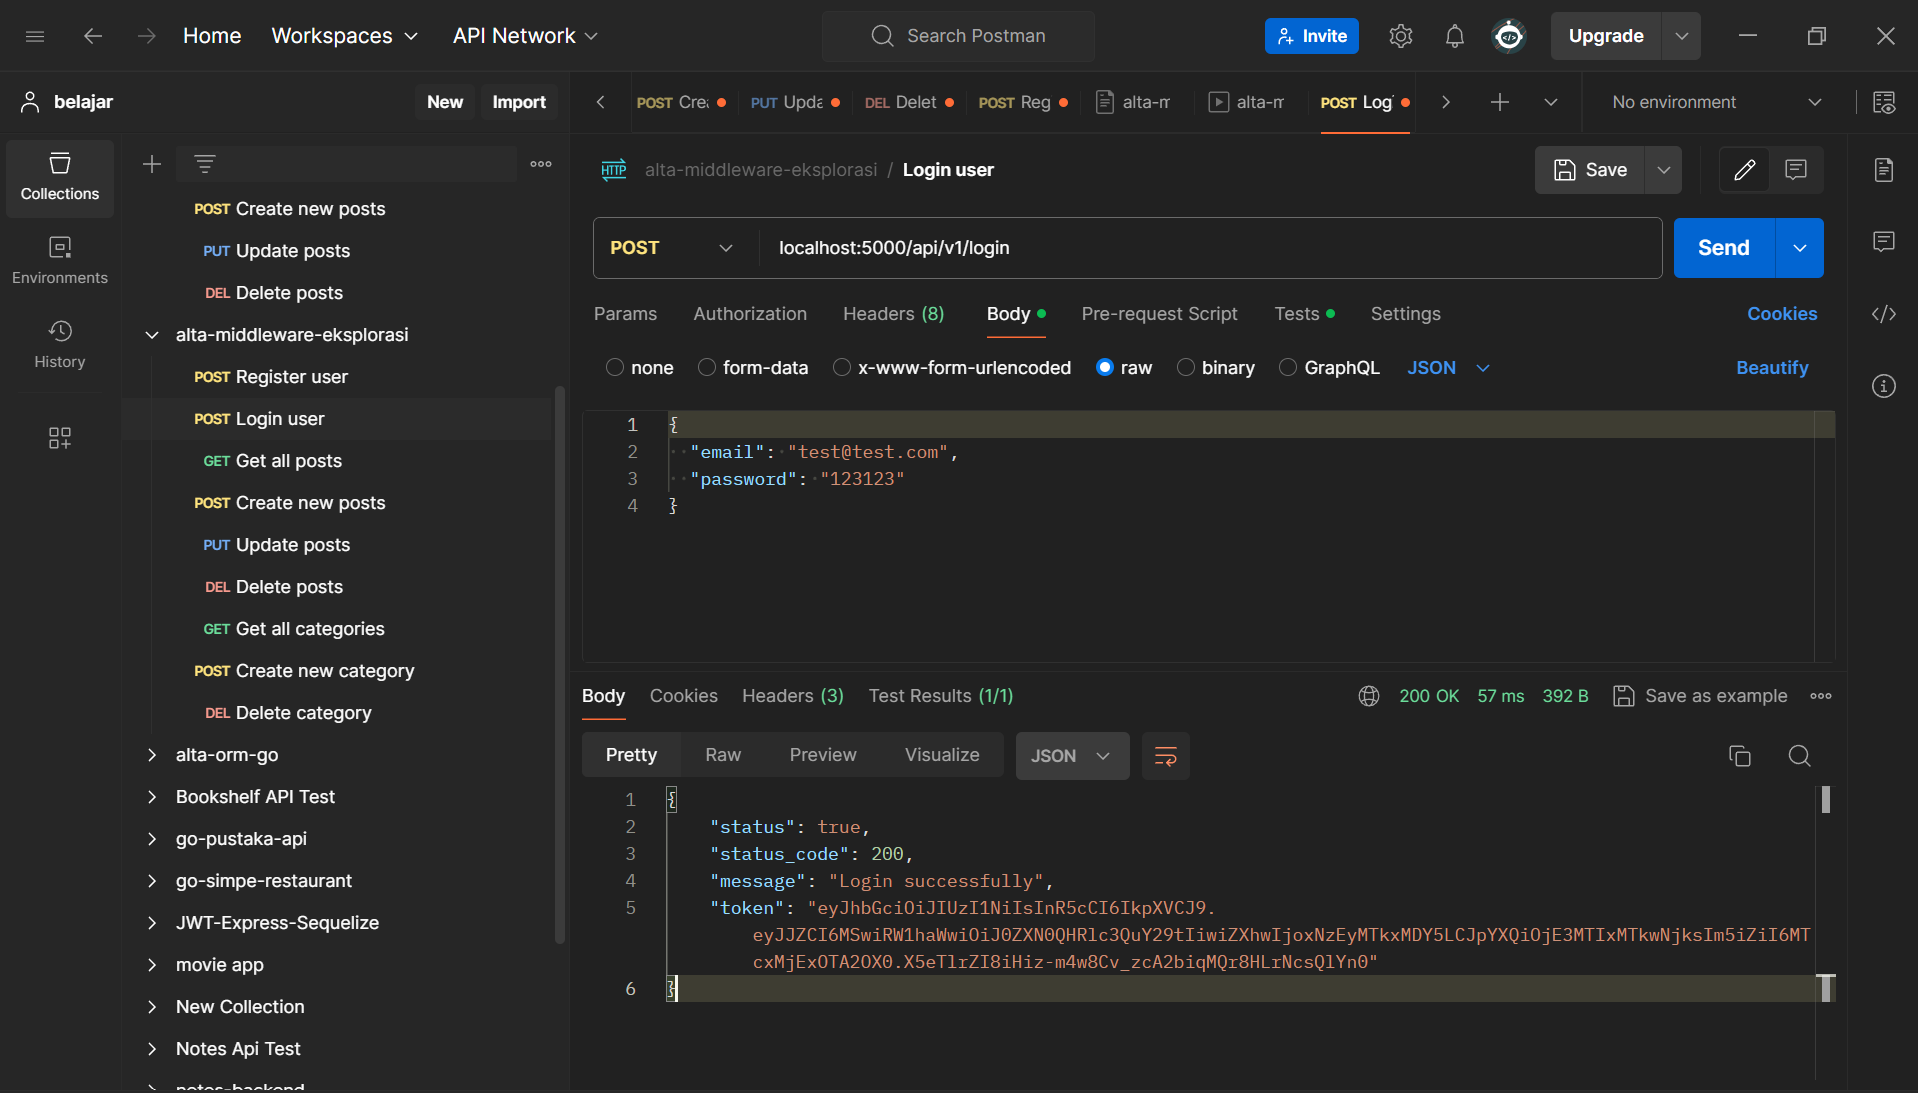 Home Workspaces API Network Search Postman Invite Upgrade
belajar New Import
POST Cre PUT Upda DEL Delet POST Reg alta-m alta-m POST Log No environment
Collections
Environments
History
POST Create new posts
PUT Update posts
DEL Delete posts
alta-middleware-eksplorasi
POST Register user
POST Login user
GET Get all posts
POST Create new posts
PUT Update posts
DEL Delete posts
GET Get all categories
POST Create new category
DEL Delete category
alta-orm-go
Bookshelf API Test
go-pustaka-api
go-simpe-restaurant
JWT-Express-Sequelize
movie app
New Collection
Notes Api Test
notes-backend
HTTP alta-middleware-eksplorasi / Login user Save
POST localhost:5000/api/v1/login Send
Params Authorization Headers (8) Body Pre-request Script Tests Settings Cookies
none form-data x-www-form-urlencoded raw binary GraphQL JSON Beautify
1 {
2 "email": "test@test.com",
3 "password": "123123"
4 }
Body Cookies Headers (3) Test Results (1/1) 200 OK 57 ms 392 B Save as example
Pretty Raw Preview Visualize JSON
1 {
2 "status": true,
3 "status_code": 200,
4 "message": "Login successfully",
5 "token": "eyJhbGciOiJIUzI1NiIsInR5cCI6IkpXVCJ9.
eyJJZCI6MSwiRW1haWwiOiJ0ZXN0QHRlc3QuY29tIiwiZXhwIjoxNzEyMTkxMDY5LCJpYXQiOjE3MTIxMTkwNjksIm5iZiI6MT
cxMjExOTA2OX0.X5eTlrZI8iHiz-m4w8Cv_zcA2biqMQr8HLrNcsQlYn0"
6 }